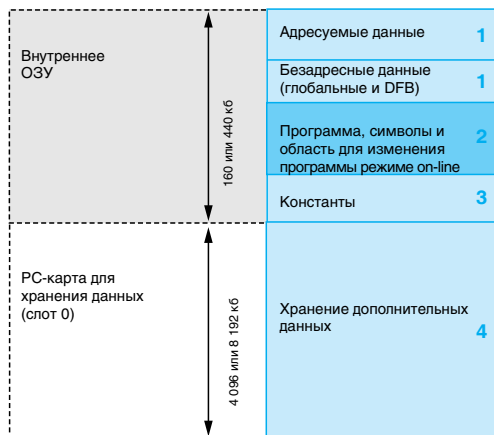 Внутреннее
ОЗУ
160 или 440 кб
Адресуемые данные 1
Безадресные данные
(глобальные и DFB) 1
Программа, символы и
область для изменения 2
программы режиме on-line
Константы 3
PC-карта для
хранения данных
(слот 0)
4 096 или 8 192 кб
Хранение дополнительных
данных 4